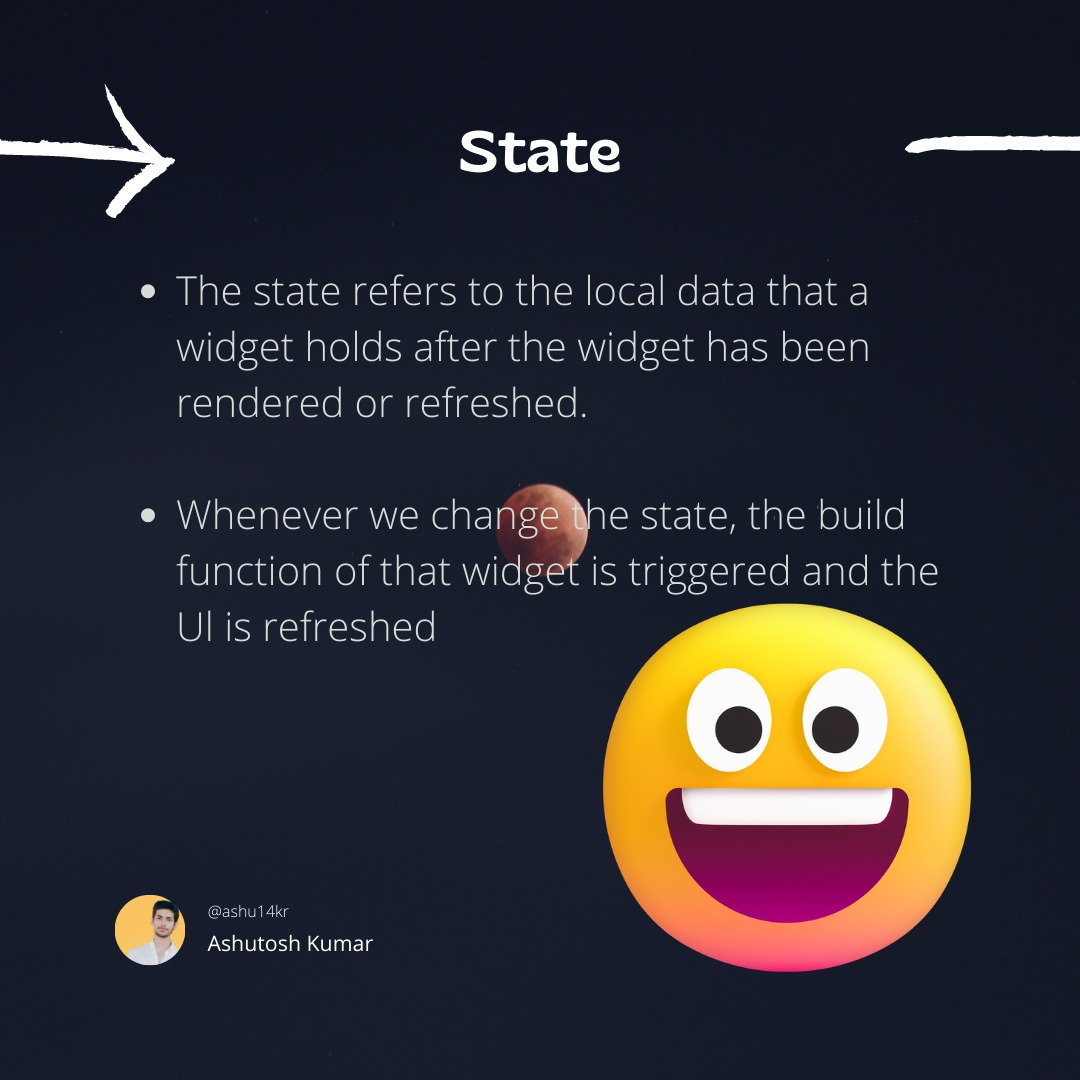 State
• The state refers to the local data that a
widget holds after the widget has been
rendered or refreshed.
• Whenever we change the state, the build
function of that widget is triggered and the
UI is refreshed
@ashu14kr
Ashutosh Kumar